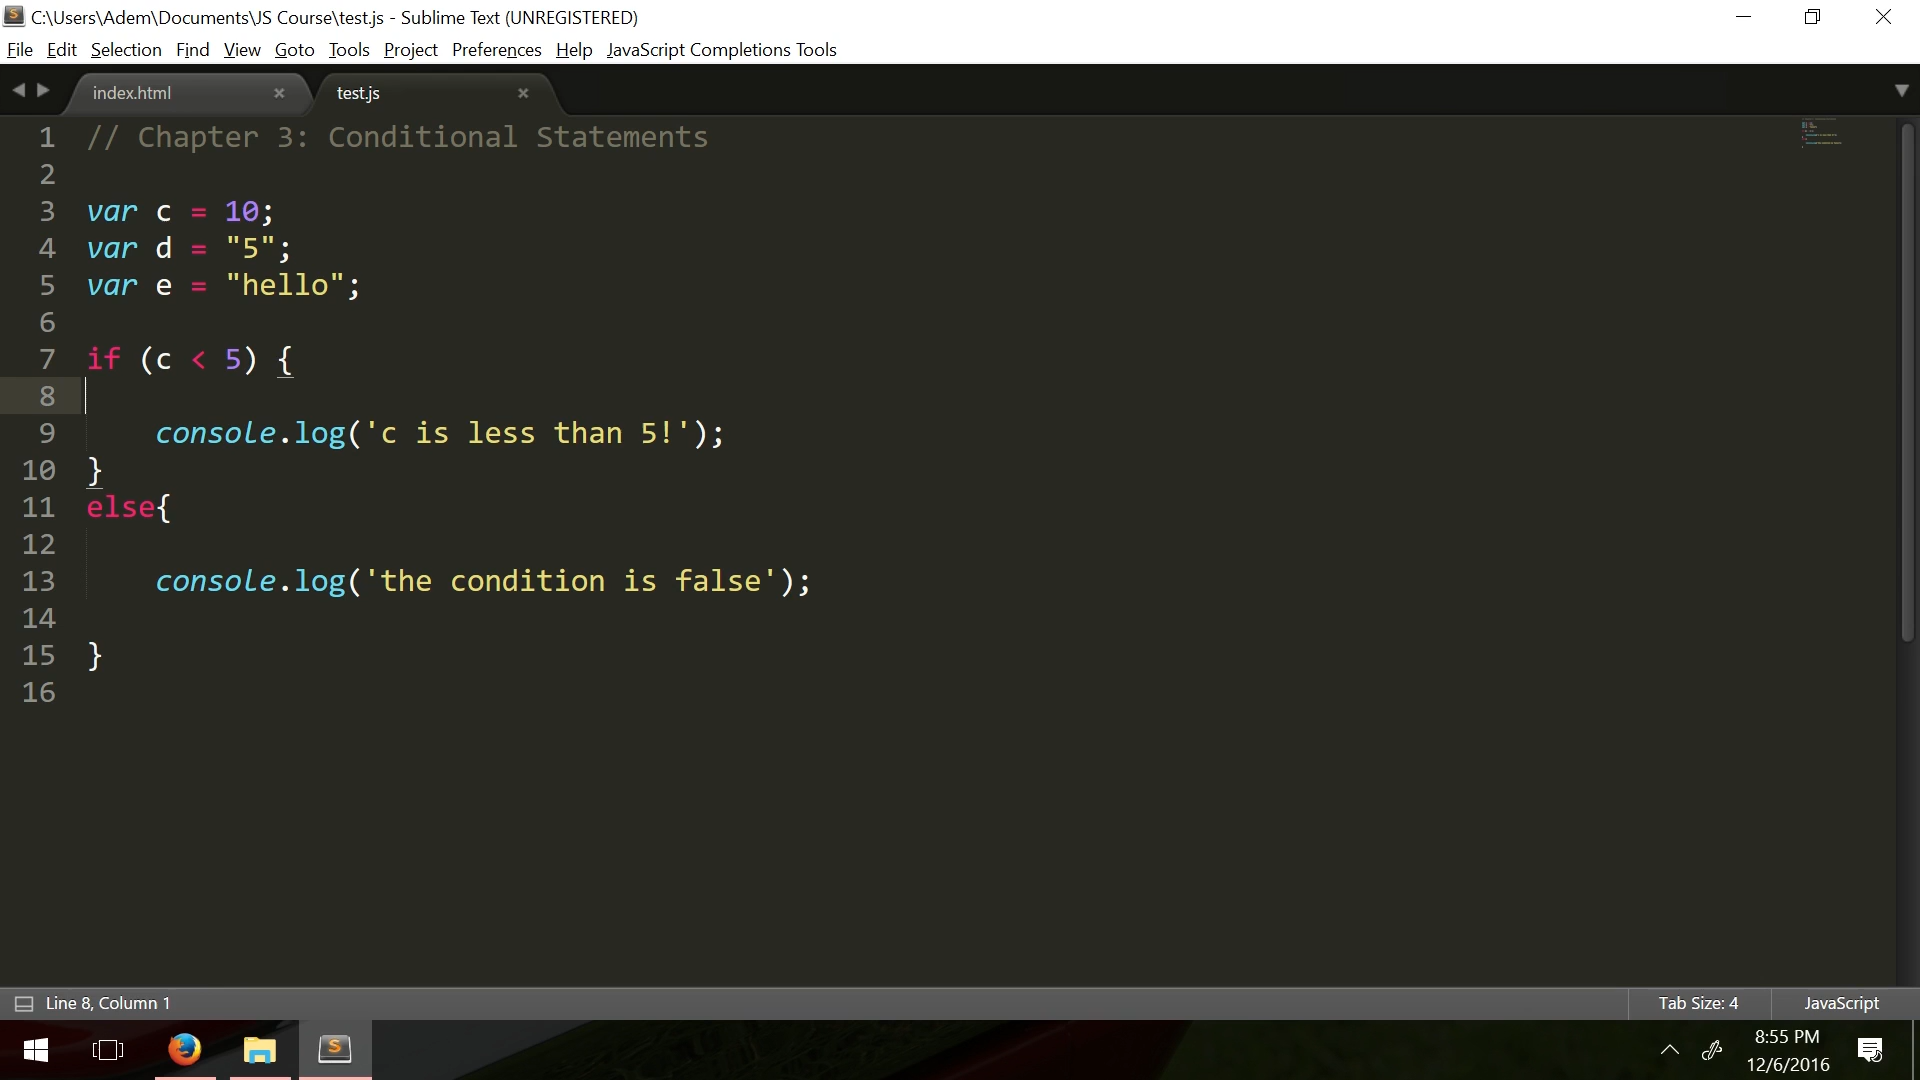 C:\Users\Adem\Documents\JS Course\test.js - Sublime Text (UNREGISTERED)
File Edit Selection Find View Goto Tools Project Preferences Help JavaScript Completions Tools
index.html × test.js ×
1 // Chapter 3: Conditional Statements
2
3 var c = 10;
4 var d = "5";
5 var e = "hello";
6
7 if (c < 5) {
8
9     console.log('c is less than 5!');
10 }
11 else{
12
13     console.log('the condition is false');
14
15 }
16
Line 8, Column 1 Tab Size: 4 JavaScript
8:55 PM
12/6/2016